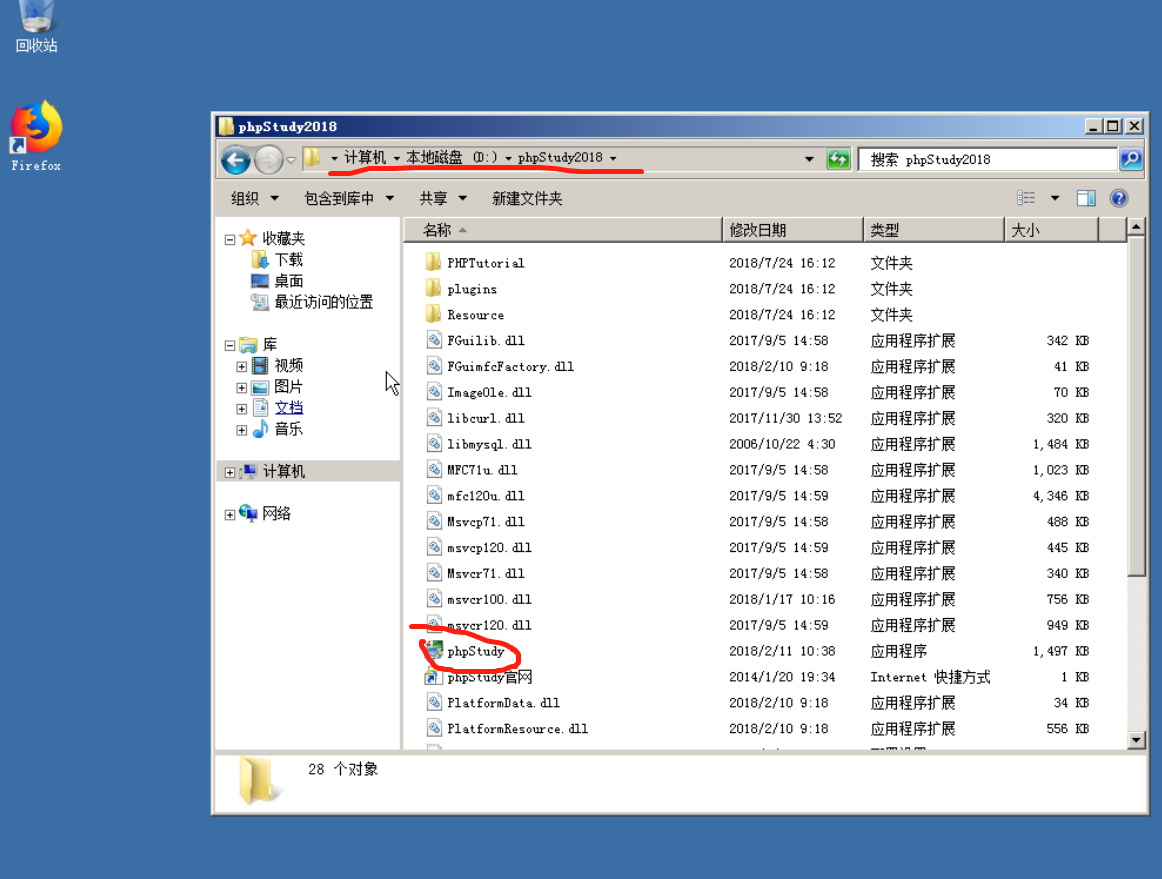 回收站
Firefox
phpStudy2018
计算机 本地磁盘 (D:) phpStudy2018
搜索 phpStudy2018
组织 包含到库中 共享 新建文件夹
收藏夹
下载
桌面
最近访问的位置
库
视频
图片
文档
音乐
计算机
网络
名称 修改日期 类型 大小
PHPTutorial 2018/7/24 16:12 文件夹
plugins 2018/7/24 16:12 文件夹
Resource 2018/7/24 16:12 文件夹
FGuilib.dll 2017/9/5 14:58 应用程序扩展 342 KB
FGuimfcFactory.dll 2018/2/10 9:18 应用程序扩展 41 KB
ImageOle.dll 2017/9/5 14:58 应用程序扩展 70 KB
libcurl.dll 2017/11/30 13:52 应用程序扩展 320 KB
libmysql.dll 2006/10/22 4:30 应用程序扩展 1,484 KB
MFC71u.dll 2017/9/5 14:58 应用程序扩展 1,023 KB
mfc120u.dll 2017/9/5 14:59 应用程序扩展 4,346 KB
Msvcp71.dll 2017/9/5 14:58 应用程序扩展 488 KB
msvcp120.dll 2017/9/5 14:59 应用程序扩展 445 KB
Msvcr71.dll 2017/9/5 14:58 应用程序扩展 340 KB
msvcr100.dll 2018/1/17 10:16 应用程序扩展 756 KB
msvcr120.dll 2017/9/5 14:59 应用程序扩展 949 KB
phpStudy 2018/2/11 10:38 应用程序 1,497 KB
phpStudy官网 2014/1/20 19:34 Internet 快捷方式 1 KB
PlatformData.dll 2018/2/10 9:18 应用程序扩展 34 KB
PlatformResource.dll 2018/2/10 9:18 应用程序扩展 556 KB
28 个对象